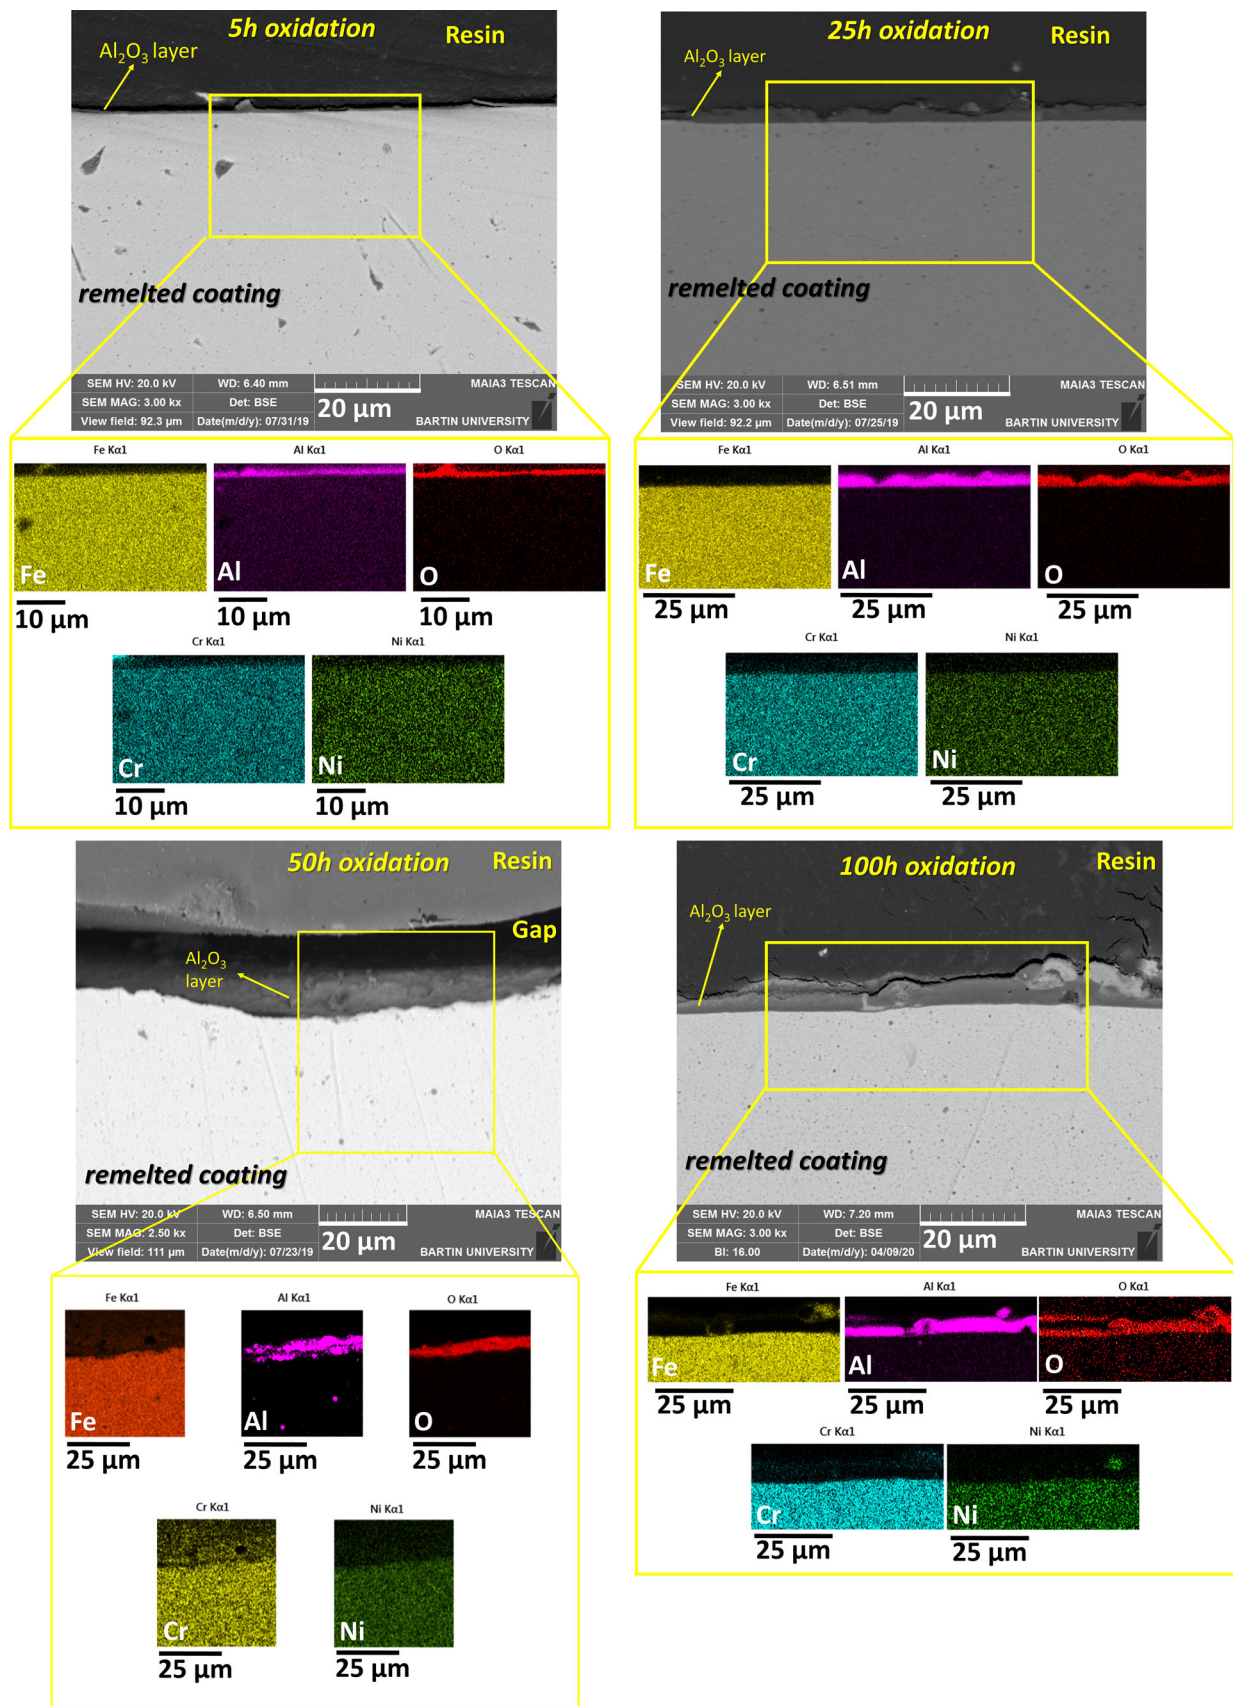 5h oxidation
Resin
Al₂O₃ layer
remelted coating
SEM HV: 20.0 kV
WD: 6.40 mm
MAIA3 TESCAN
SEM MAG: 3.00 kx
Det: BSE
20 µm
View field: 92.3 µm
Date(m/d/y): 07/31/19
BARTIN UNIVERSITY
Fe Kα1
Al Kα1
O Kα1
Fe
Al
O
10 µm
10 µm
10 µm
Cr Kα1
Ni Kα1
Cr
Ni
10 µm
10 µm
25h oxidation
Resin
Al₂O₃ layer
remelted coating
SEM HV: 20.0 kV
WD: 6.51 mm
MAIA3 TESCAN
SEM MAG: 3.00 kx
Det: BSE
20 µm
View field: 92.2 µm
Date(m/d/y): 07/25/19
BARTIN UNIVERSITY
Fe Kα1
Al Kα1
O Kα1
Fe
Al
O
25 µm
25 µm
25 µm
Cr Kα1
Ni Kα1
Cr
Ni
25 µm
25 µm
50h oxidation
Resin
Gap
Al₂O₃
layer
remelted coating
SEM HV: 20.0 kV
WD: 6.50 mm
MAIA3 TESCAN
SEM MAG: 2.50 kx
Det: BSE
20 µm
View field: 111 µm
Date(m/d/y): 07/23/19
BARTIN UNIVERSITY
Fe Kα1
Al Kα1
O Kα1
Fe
Al
O
25 µm
25 µm
25 µm
Cr Kα1
Ni Kα1
Cr
Ni
25 µm
25 µm
100h oxidation
Resin
Al₂O₃ layer
remelted coating
SEM HV: 20.0 kV
WD: 7.20 mm
MAIA3 TESCAN
SEM MAG: 3.00 kx
Det: BSE
20 µm
BI: 16.00
Date(m/d/y): 04/09/20
BARTIN UNIVERSITY
Fe Kα1
Al Kα1
O Kα1
Fe
Al
O
25 µm
25 µm
25 µm
Cr Kα1
Ni Kα1
Cr
Ni
25 µm
25 µm